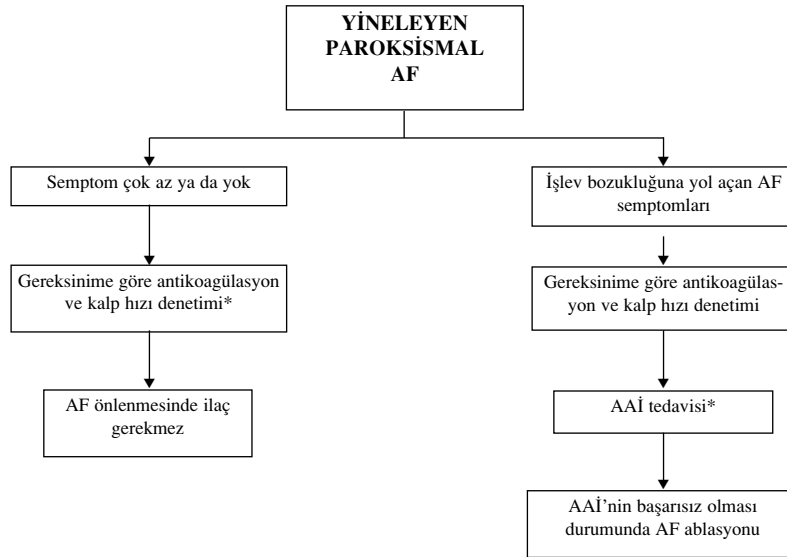 YİNELEYEN
PAROKSİSMAL
AF
Semptom çok az ya da yok
Gereksinime göre antikoagülasyon
ve kalp hızı denetimi*
AF önlenmesinde ilaç
gerekmez
İşlev bozukluğuna yol açan AF
semptomları
Gereksinime göre antikoagülas-
yon ve kalp hızı denetimi
AAİ tedavisi*
AAİ’nin başarısız olması
durumunda AF ablasyonu